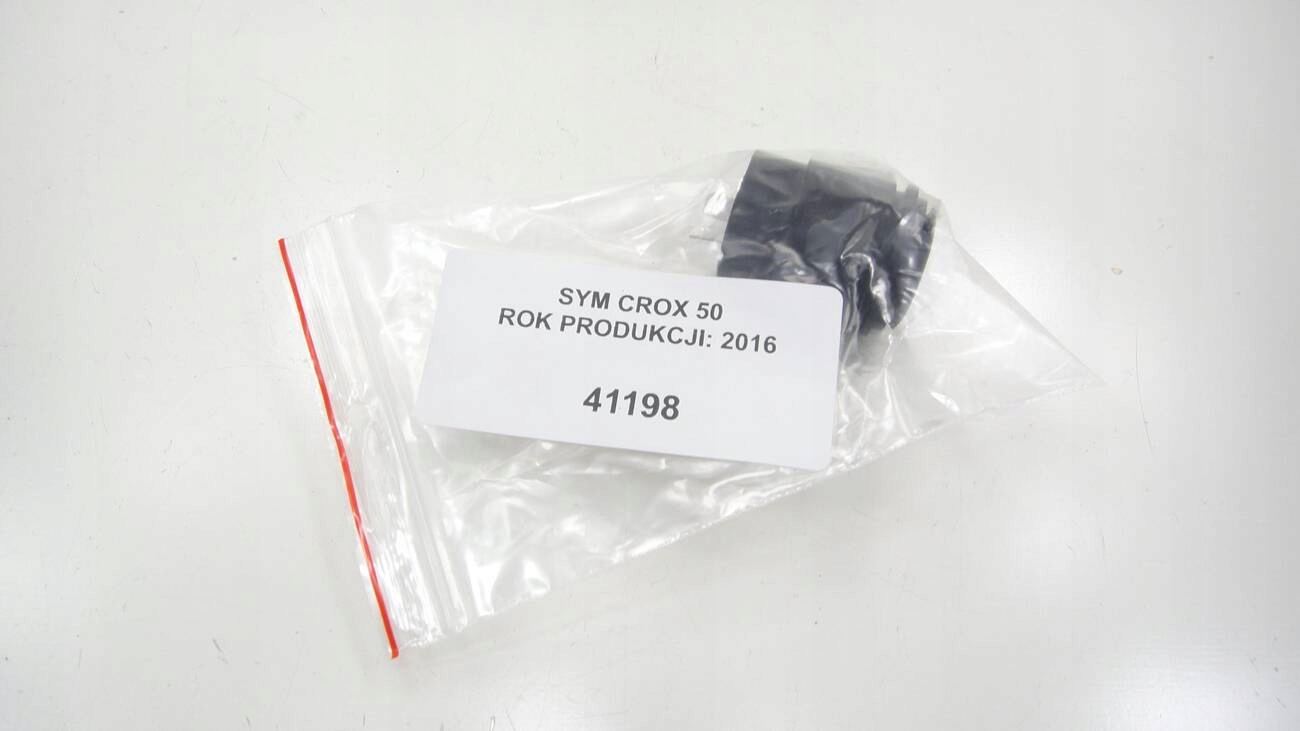 SYM CROX 50
ROK PRODUKCJI: 2016
41198